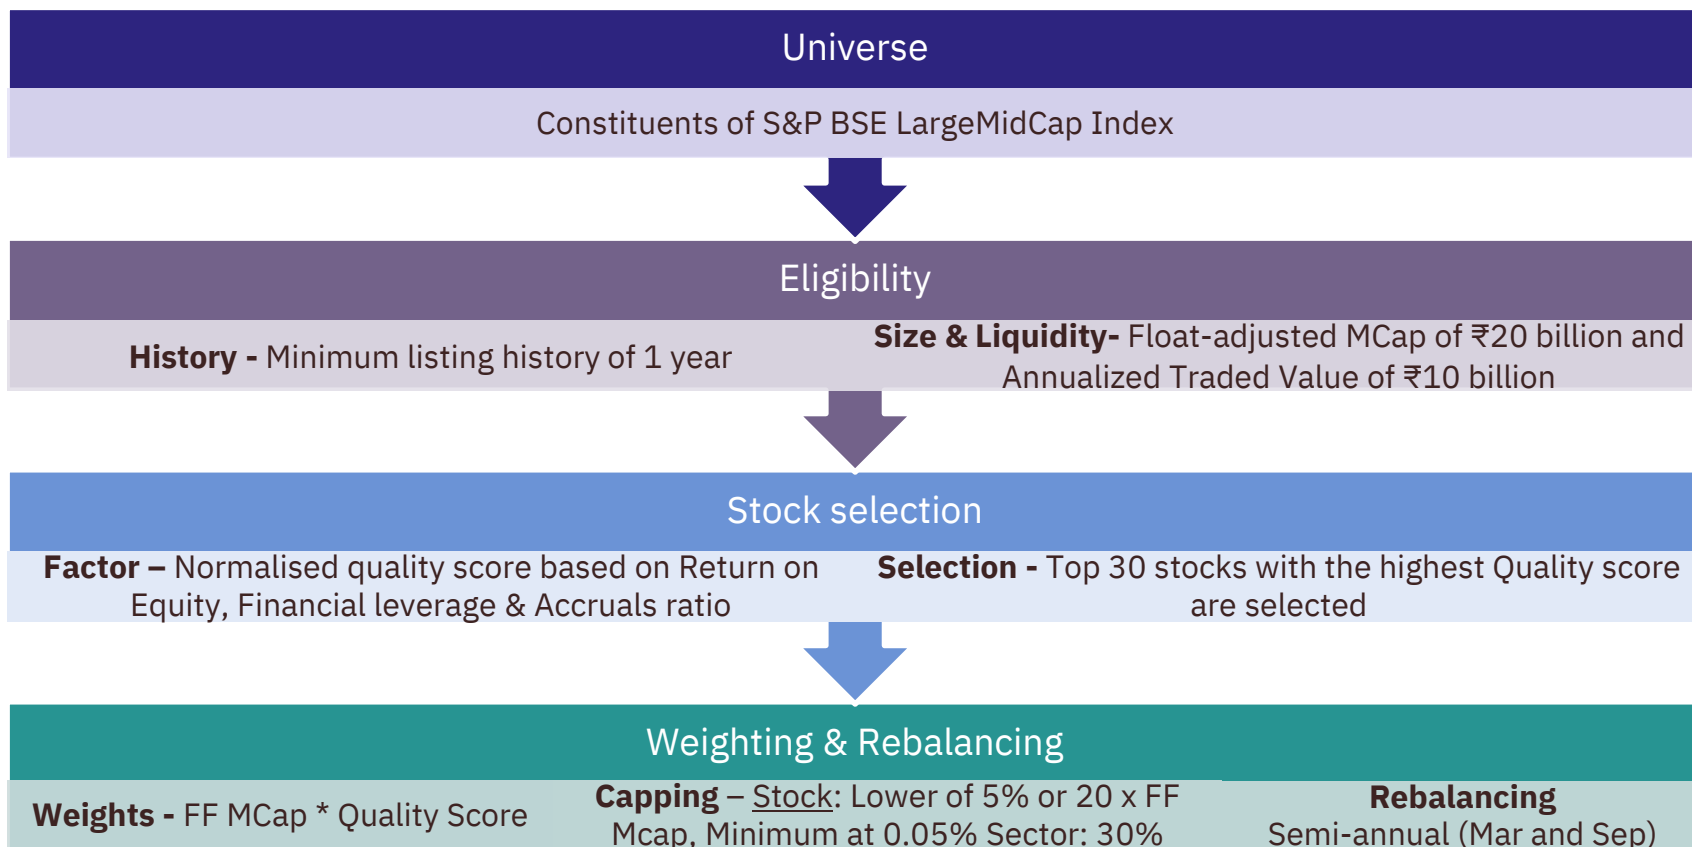 Universe
Constituents of S&P BSE LargeMidCap Index
Eligibility
History - Minimum listing history of 1 year
Size & Liquidity- Float-adjusted MCap of ₹20 billion and
Annualized Traded Value of ₹10 billion
Stock selection
Factor – Normalised quality score based on Return on
Equity, Financial leverage & Accruals ratio
Selection - Top 30 stocks with the highest Quality score
are selected
Weighting & Rebalancing
Weights - FF MCap * Quality Score
Capping – Stock: Lower of 5% or 20 x FF
Mcap, Minimum at 0.05% Sector: 30%
Rebalancing
Semi-annual (Mar and Sep)